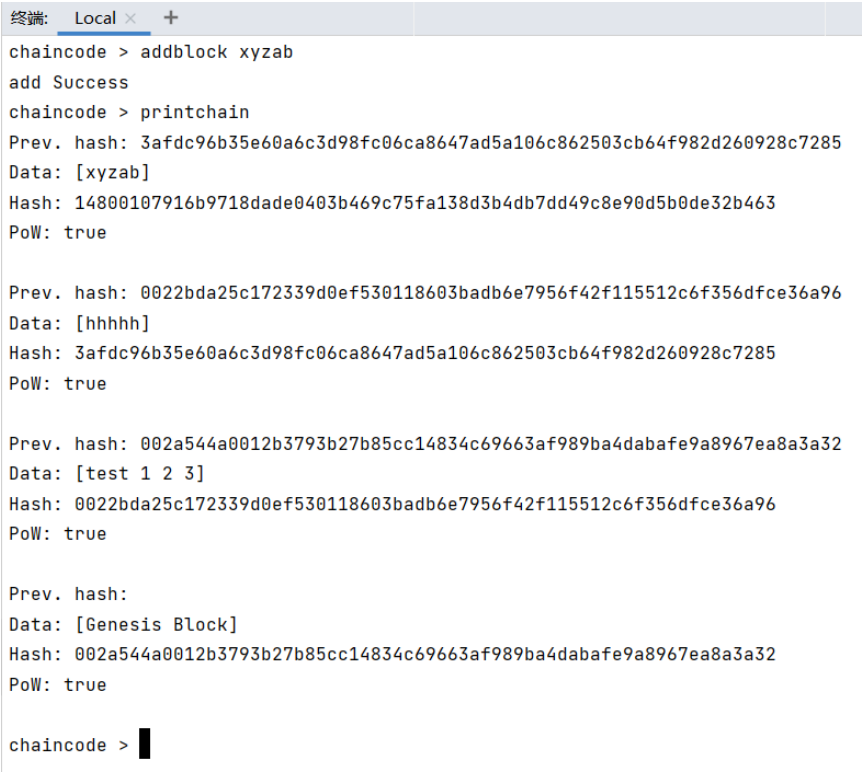 终端: Local × +
chaincode > addblock xyzab
add Success
chaincode > printchain
Prev. hash: 3afdc96b35e60a6c3d98fc06ca8647ad5a106c862503cb64f982d260928c7285
Data: [xyzab]
Hash: 14800107916b9718dade0403b469c75fa138d3b4db7dd49c8e90d5b0de32b463
PoW: true
Prev. hash: 0022bda25c172339d0ef530118603badb6e7956f42f115512c6f356dfce36a96
Data: [hhhhh]
Hash: 3afdc96b35e60a6c3d98fc06ca8647ad5a106c862503cb64f982d260928c7285
PoW: true
Prev. hash: 002a544a0012b3793b27b85cc14834c69663af989ba4dabafe9a8967ea8a3a32
Data: [test 1 2 3]
Hash: 0022bda25c172339d0ef530118603badb6e7956f42f115512c6f356dfce36a96
PoW: true
Prev. hash:
Data: [Genesis Block]
Hash: 002a544a0012b3793b27b85cc14834c69663af989ba4dabafe9a8967ea8a3a32
PoW: true
chaincode >